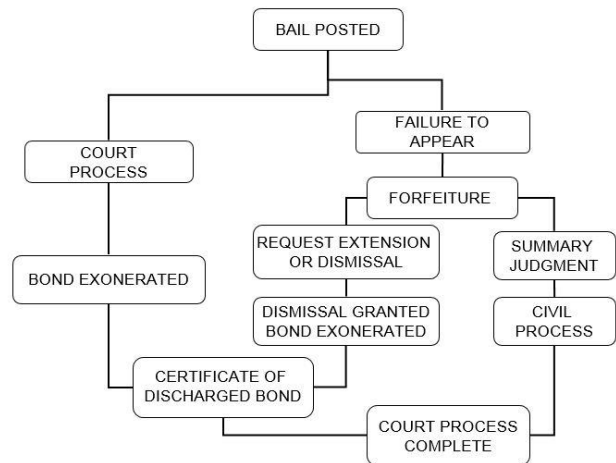 BAIL POSTED
FAILURE TO
APPEAR
COURT
PROCESS
FORFEITURE
REQUEST EXTENSION
OR DISMISSAL
SUMMARY
JUDGMENT
BOND EXONERATED
DISMISSAL GRANTED
BOND EXONERATED
CIVIL
PROCESS
CERTIFICATE OF
DISCHARGED BOND
COURT PROCESS
COMPLETE